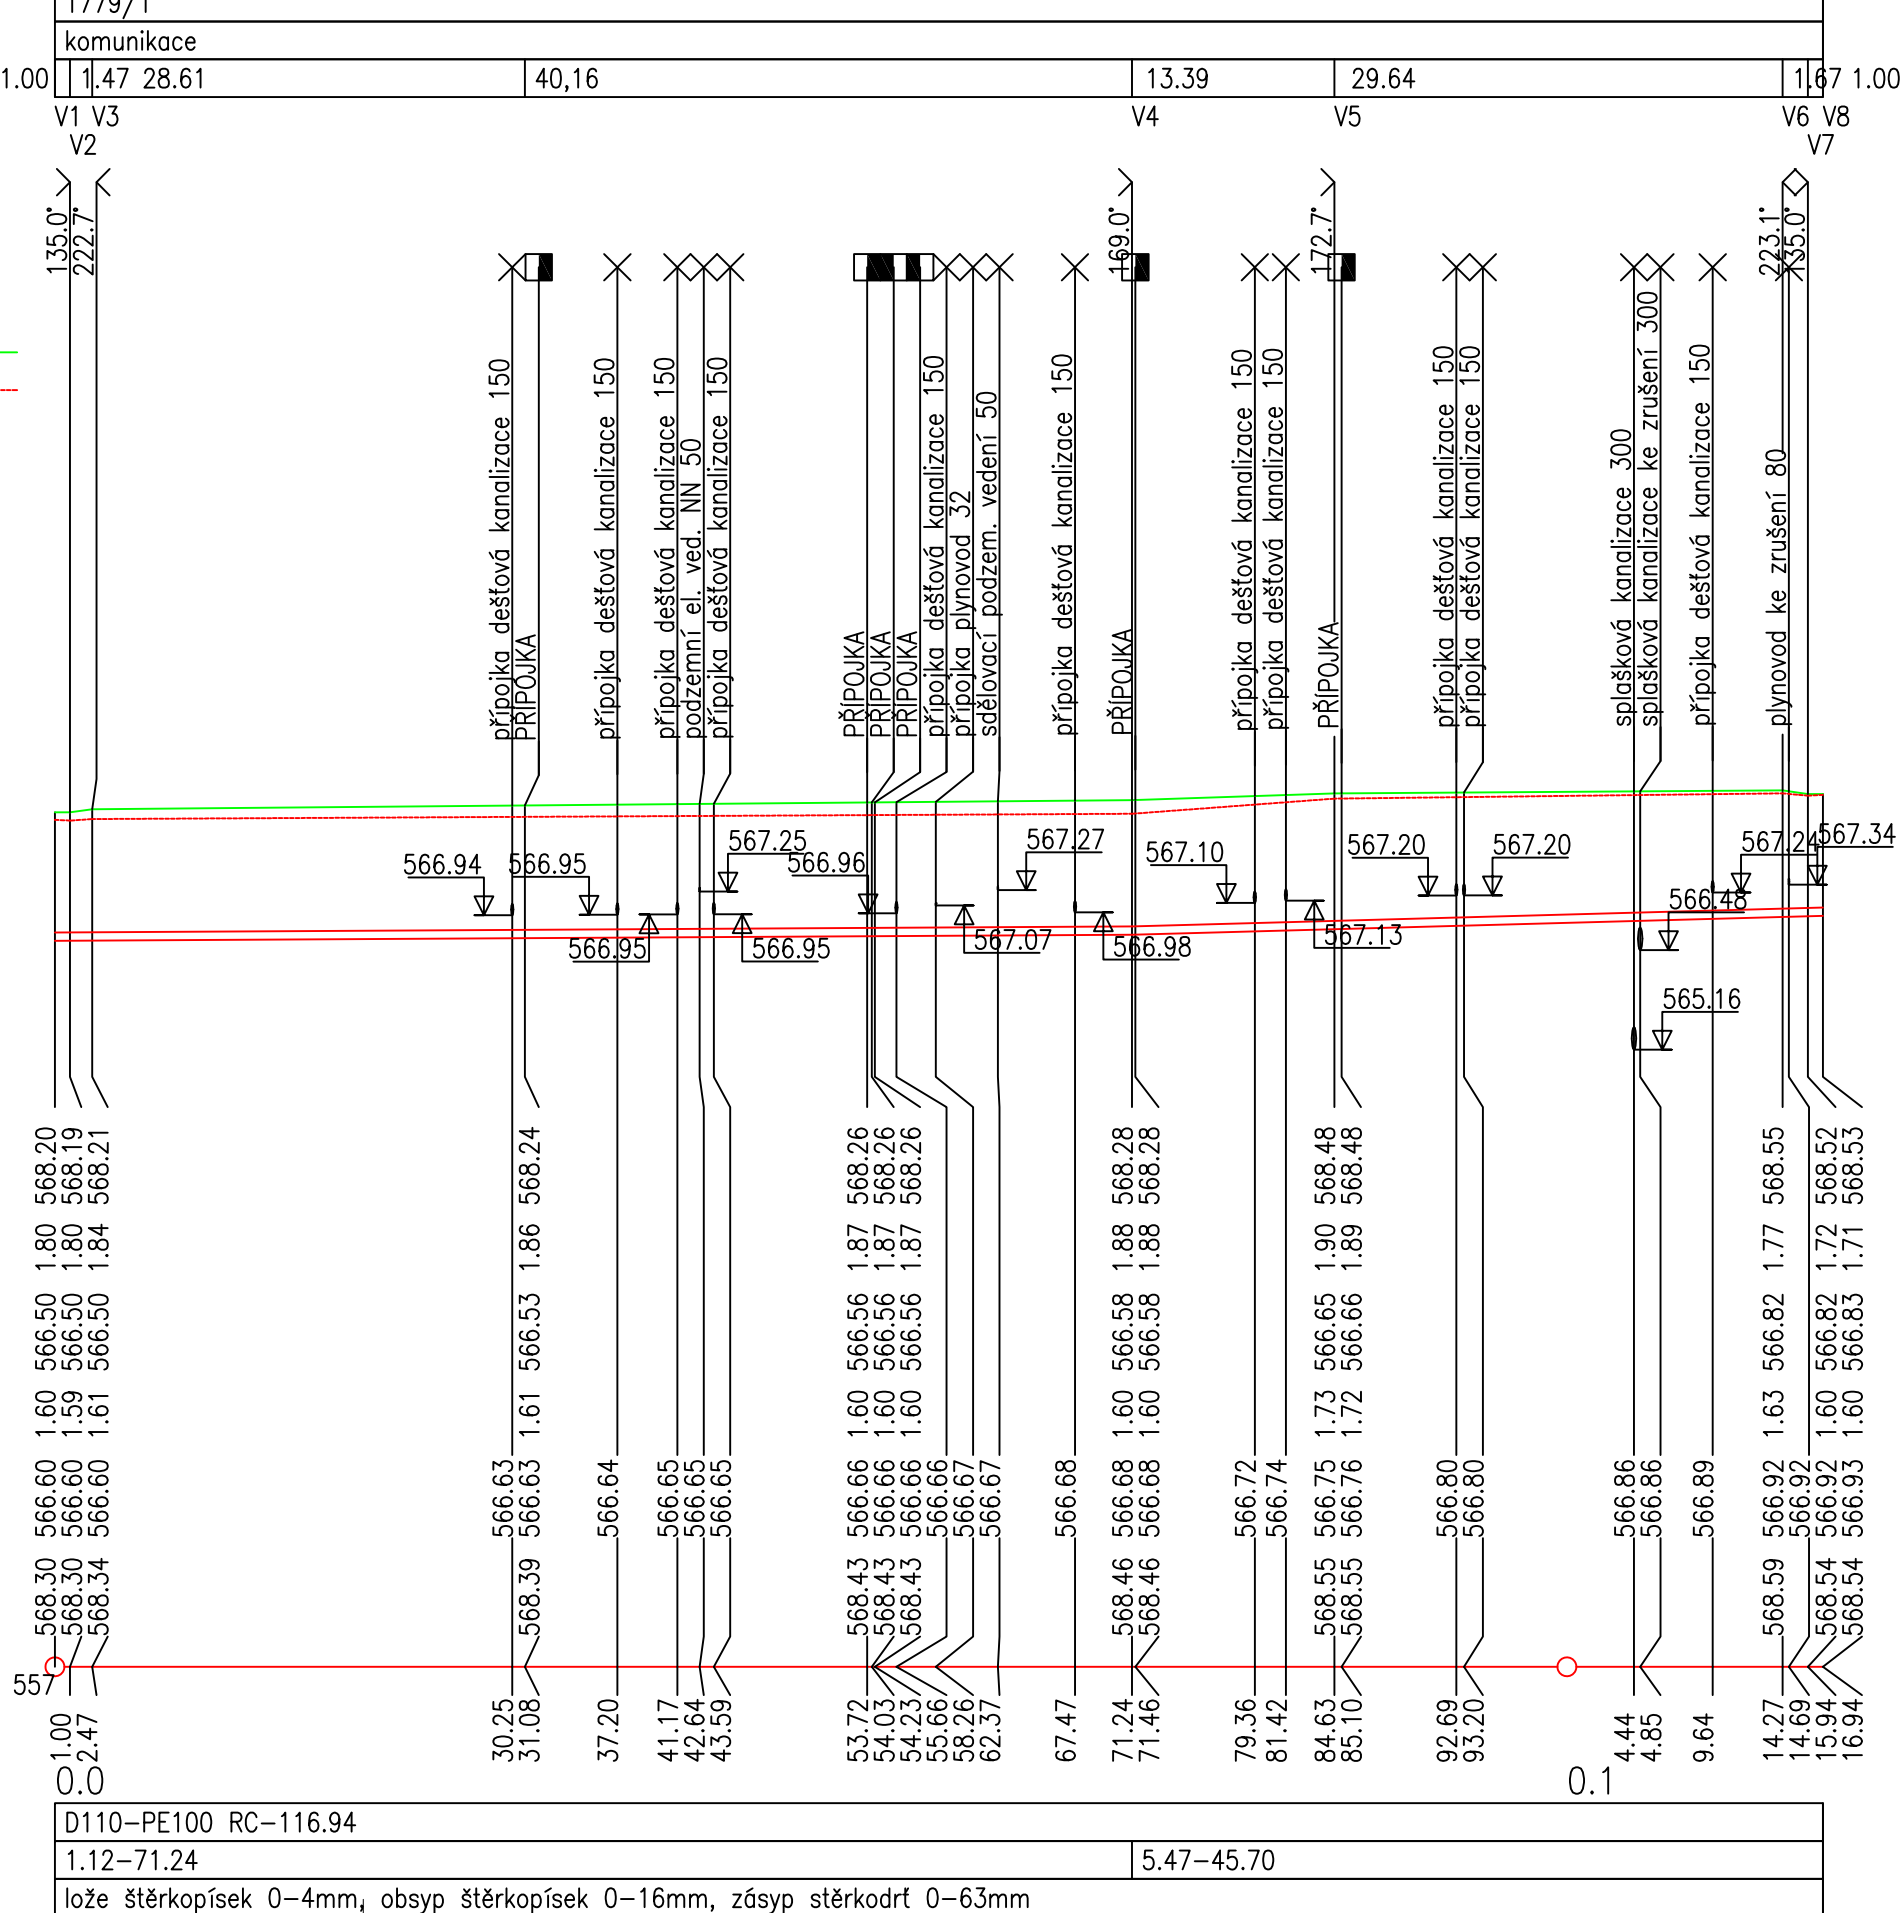 1779/1
komunikace
1.00 1.47 28.61 40,16 13.39 29.64 1.67 1.00
V1 V3 V4 V5 V6 V8
V2 V7
135.0°
222.7°
169.0°
172.7°
223.1°
135.0°
přípojka dešťová kanalizace 150
PŘÍPOJKA
přípojka dešťová kanalizace 150
přípojka dešťová kanalizace 150
podzemní el. ved. NN 50
přípojka dešťová kanalizace 150
PŘÍPOJKA
PŘÍPOJKA
PŘÍPOJKA
přípojka dešťová kanalizace 150
přípojka plynovod 32
sdělovací podzem. vedení 50
přípojka dešťová kanalizace 150
PŘÍPOJKA
přípojka dešťová kanalizace 150
přípojka dešťová kanalizace 150
PŘÍPOJKA
přípojka dešťová kanalizace 150
přípojka dešťová kanalizace 150
splašková kanalizace 300
splašková kanalizace ke zrušení 300
přípojka dešťová kanalizace 150
plynovod ke zrušení 80
566.94
566.95
566.95
567.25
566.95
566.96
567.07
567.27
566.98
567.10
567.13
567.20
567.20
566.48
565.16
567.24
567.34
568.20 568.19 568.21 568.24 568.26 568.26 568.26 568.28 568.28 568.48 568.48 568.55 568.52 568.53
1.80 1.80 1.84 1.86 1.87 1.87 1.87 1.88 1.88 1.90 1.89 1.77 1.72 1.71
566.50 566.50 566.50 566.53 566.56 566.56 566.56 566.58 566.58 566.65 566.66 566.82 566.82 566.83
1.60 1.59 1.61 1.61 1.60 1.60 1.60 1.60 1.60 1.73 1.72 1.63 1.60 1.60
566.60 566.60 566.60 566.63 566.63 566.64 566.65 566.65 566.65 566.66 566.66 566.66 566.66 566.67 566.67 566.68 566.68 566.68 566.72 566.74 566.75 566.76 566.80 566.80 566.86 566.86 566.89 566.92 566.92 566.92 566.93
568.30 568.30 568.34 568.39 568.43 568.43 568.43 568.46 568.46 568.55 568.55 568.59 568.54 568.54
557
1.00 2.47 30.25 31.08 37.20 41.17 42.64 43.59 53.72 54.03 54.23 55.66 58.26 62.37 67.47 71.24 71.46 79.36 81.42 84.63 85.10 92.69 93.20 4.44 4.85 9.64 14.27 14.69 15.94 16.94
0.0 0.1
D110-PE100 RC-116.94
1.12-71.24 5.47-45.70
lože štěrkopísek 0-4mm, obsyp štěrkopísek 0-16mm, zásyp stěrkodrť 0-63mm